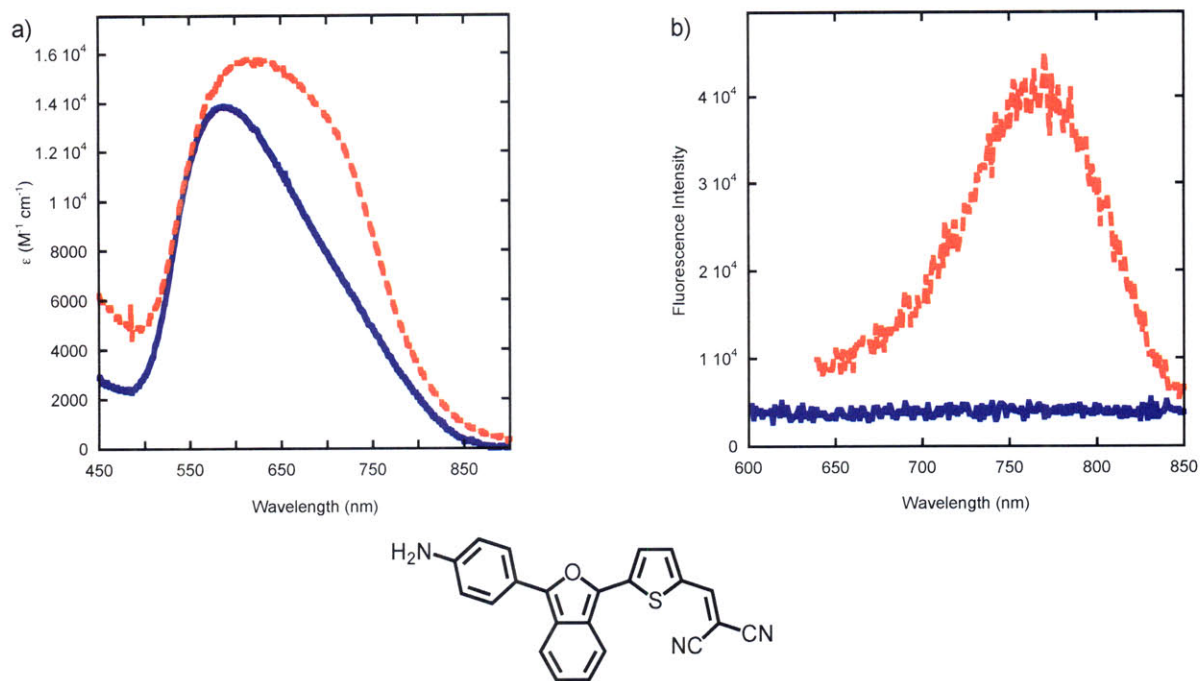 a)
1.6 10⁴
1.4 10⁴
1.2 10⁴
1 10⁴
8000
6000
4000
2000
0
ε (M⁻¹ cm⁻¹)
450 550 650 750 850
Wavelength (nm)
b)
4 10⁴
3 10⁴
2 10⁴
1 10⁴
0
Fluorescence Intensity
600 650 700 750 800 850
Wavelength (nm)
H₂N
O
S
NC
CN